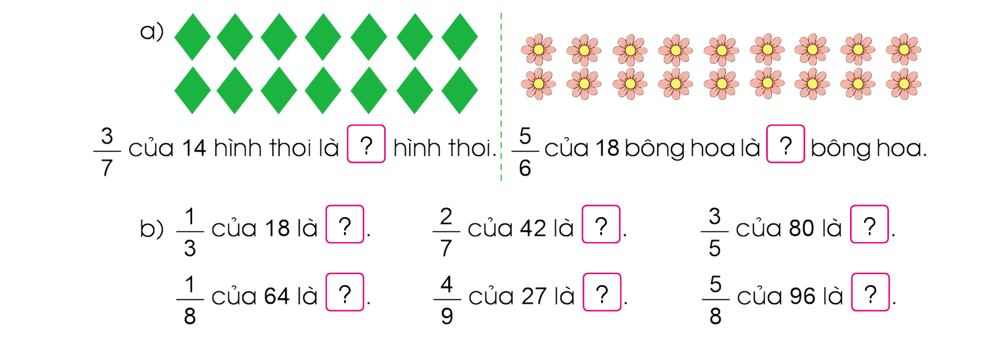 a)
3/7 của 14 hình thoi là ? hình thoi.
5/6 của 18 bông hoa là ? bông hoa.
b) 1/3 của 18 là ?. 2/7 của 42 là ?. 3/5 của 80 là ?.
1/8 của 64 là ?. 4/9 của 27 là ?. 5/8 của 96 là ?.